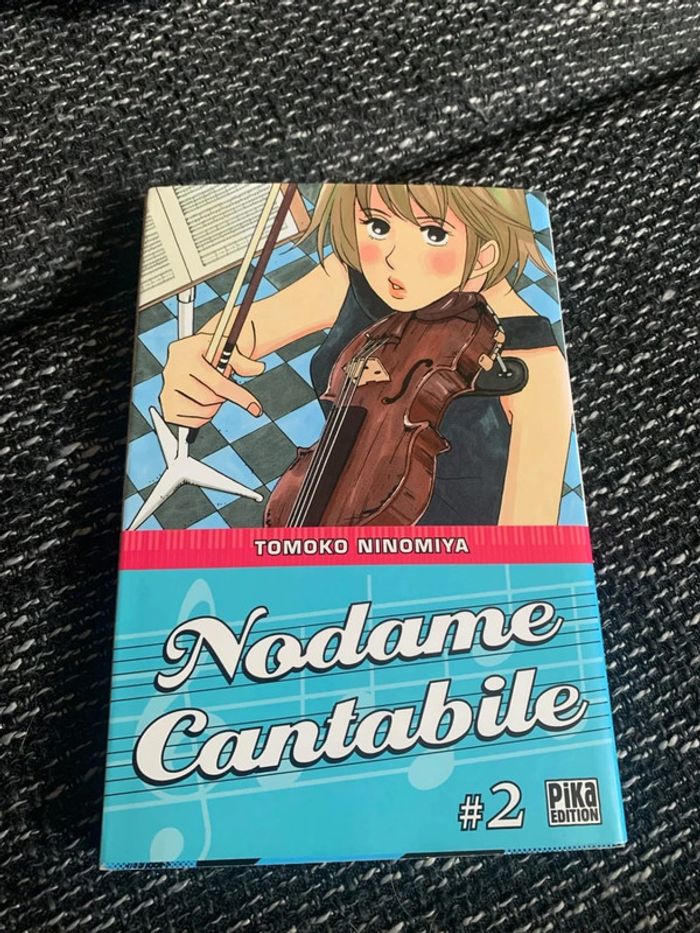 TOMOKO NINOMIYA
Nodame
Cantabile
#2
PiKa
EDITION